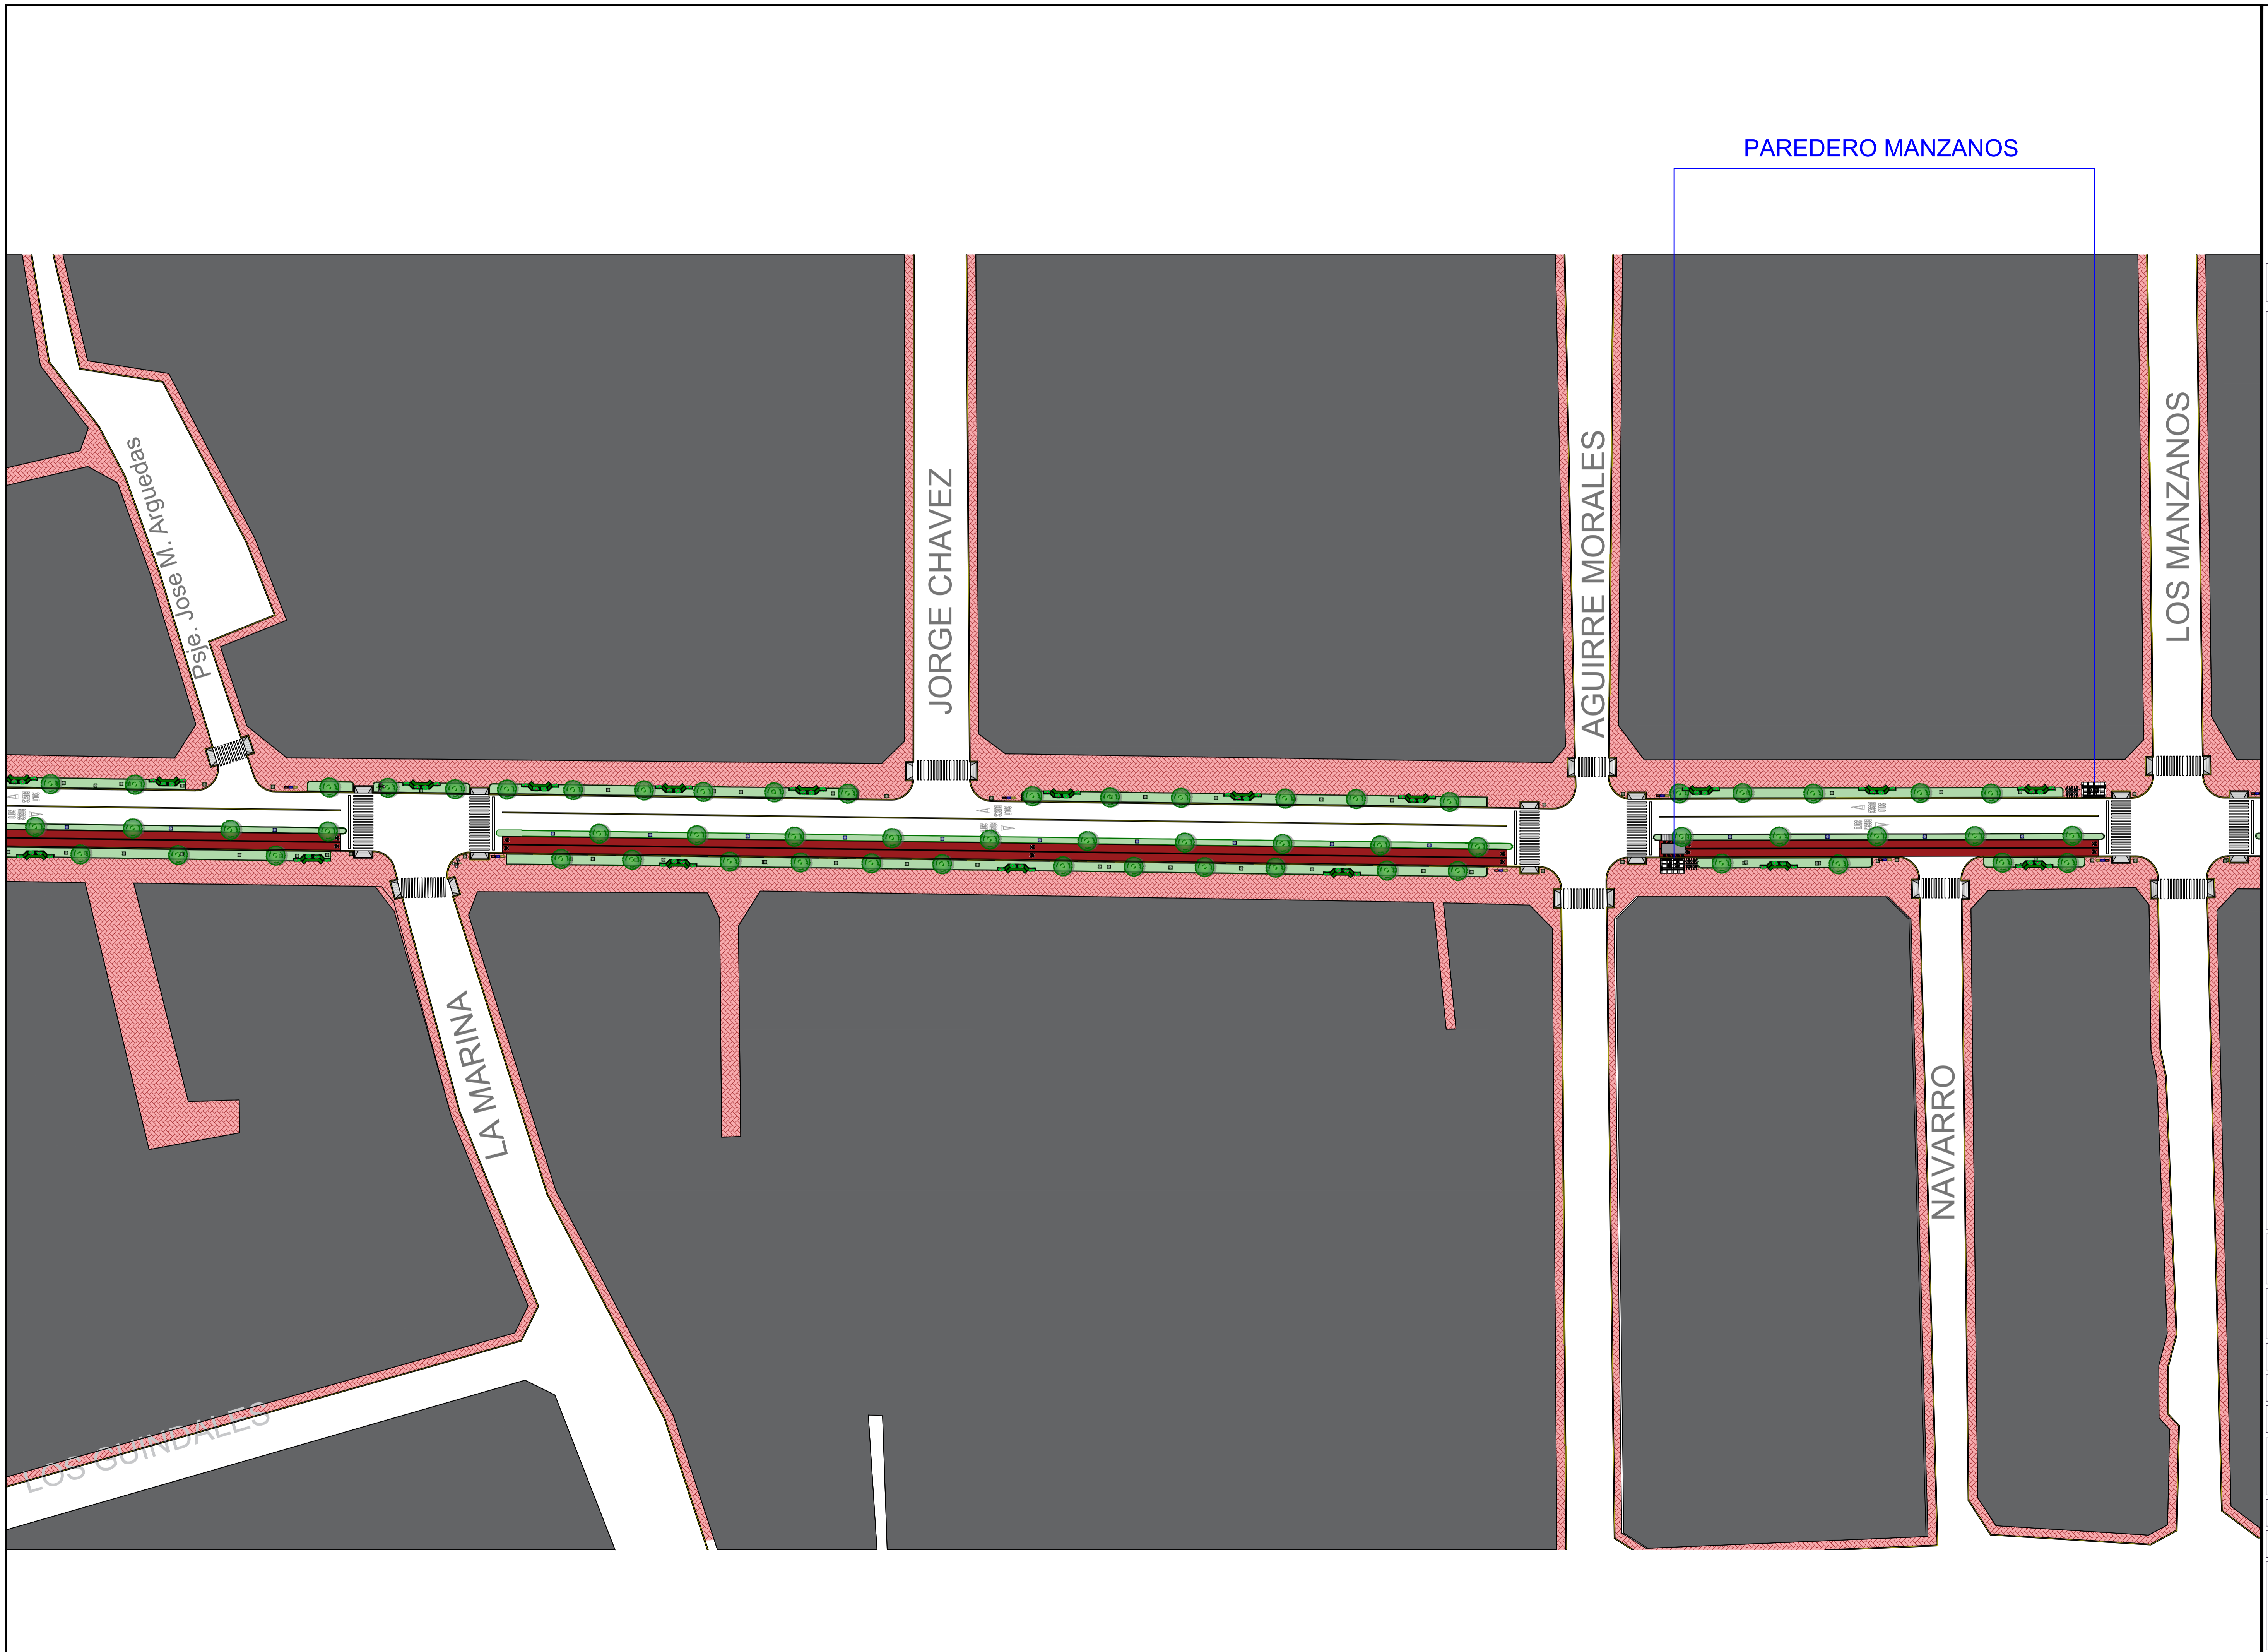 PAREDERO MANZANOS
Psje. Jose M. Arguedas
JORGE CHAVEZ
AGUIRRE MORALES
LOS MANZANOS
LA MARINA
NAVARRO
LOS GUINDALES